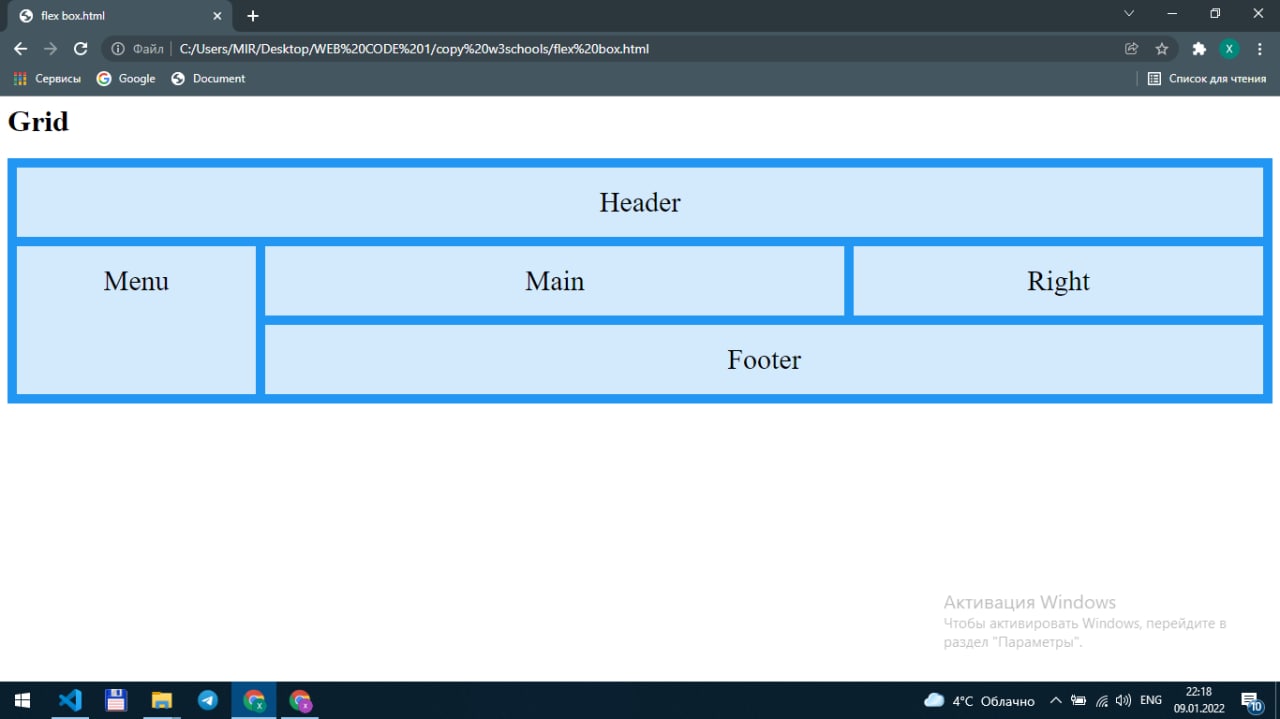 flex box.html
Файл
C:/Users/MIR/Desktop/WEB%20CODE%201/copy%20w3schools/flex%20box.html
X
Сервисы
Google
Document
Список для чтения
Grid
Header
Menu
Main
Right
Footer
Активация Windows
Чтобы активировать Windows, перейдите в
раздел "Параметры".
4°C Облачно
ENG
22:18
09.01.2022
10